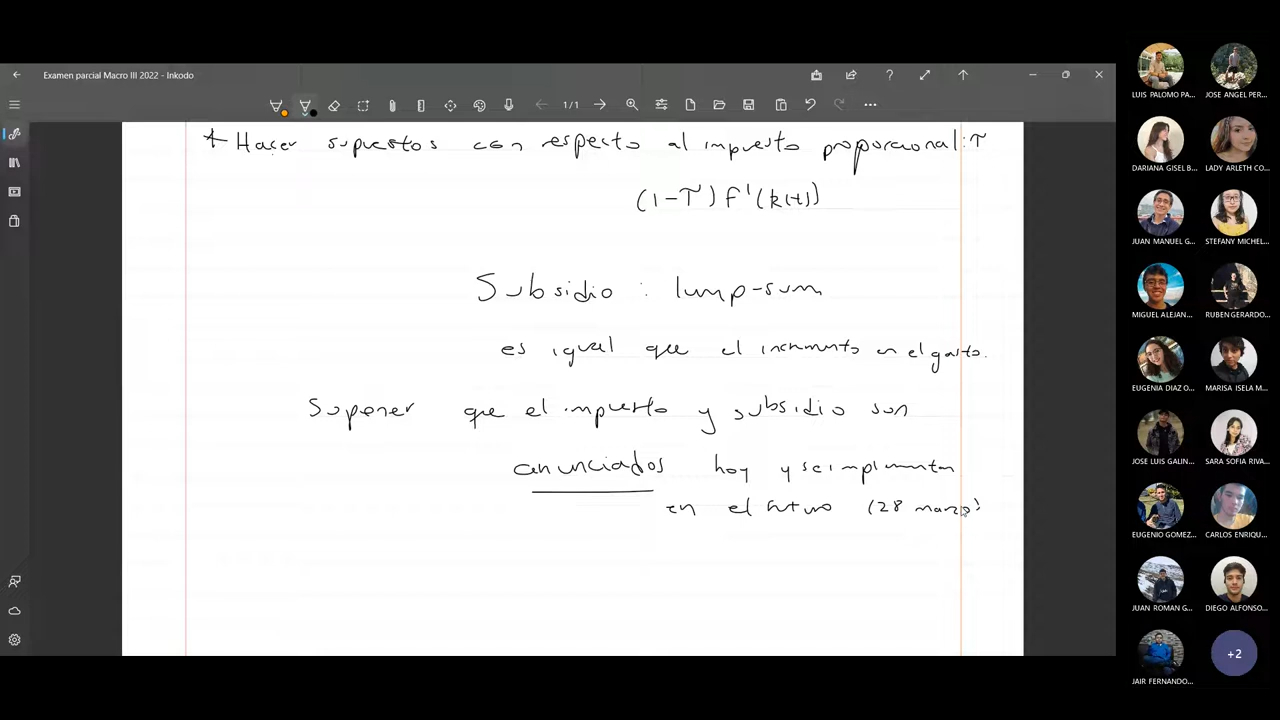 Examen parcial Macro III 2022 - Inkodo
1/1
* Hacer supuestos con respecto al impuesto proporcional: τ
(1-τ) f'(k(t))
Subsidio : lump-sum
es igual que el incremento en el gasto.
Suponer que el impuesto y subsidio son
anunciados hoy y se implementan
en el futuro (28 marzo)
LUIS PALOMO PA...
JOSE ANGEL PER...
DARIANA GISEL B...
LADY ARLETH CO...
JUAN MANUEL G...
STEFANY MICHEL...
MIGUEL ALEJAN...
RUBEN GERARDO...
EUGENIA DIAZ O...
MARISA ISELA M...
JOSE LUIS GALIN...
SARA SOFIA RIVA...
EUGENIO GOMEZ...
CARLOS ENRIQU...
JUAN ROMAN G...
DIEGO ALFONSO...
JAIR FERNANDO...
+2